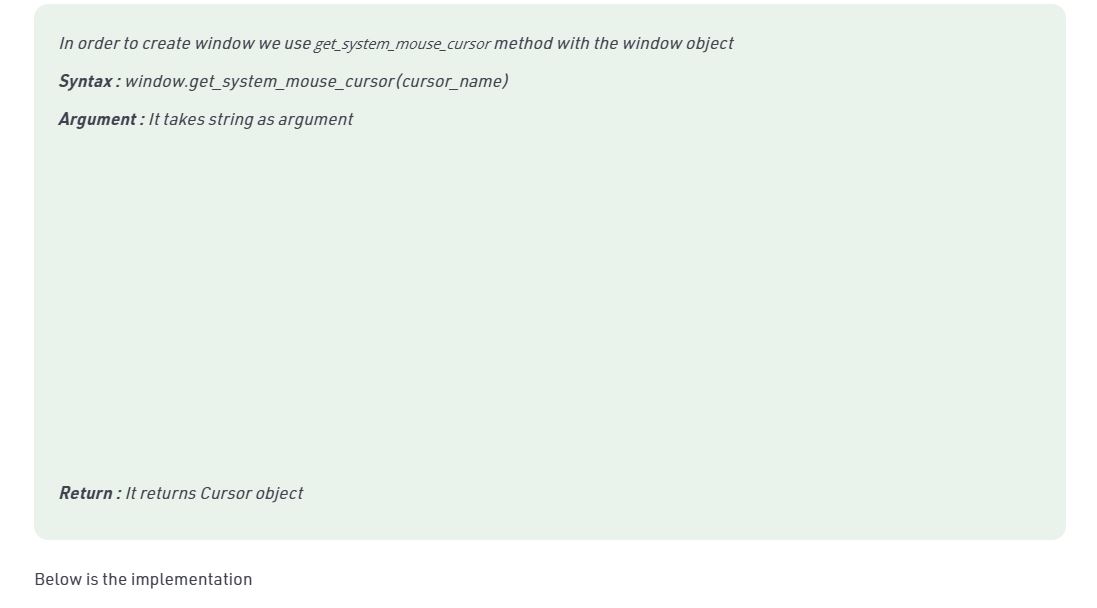 In order to create window we use get_system_mouse_cursor method with the window object
Syntax : window.get_system_mouse_cursor(cursor_name)
Argument : It takes string as argument
Return : It returns Cursor object
Below is the implementation